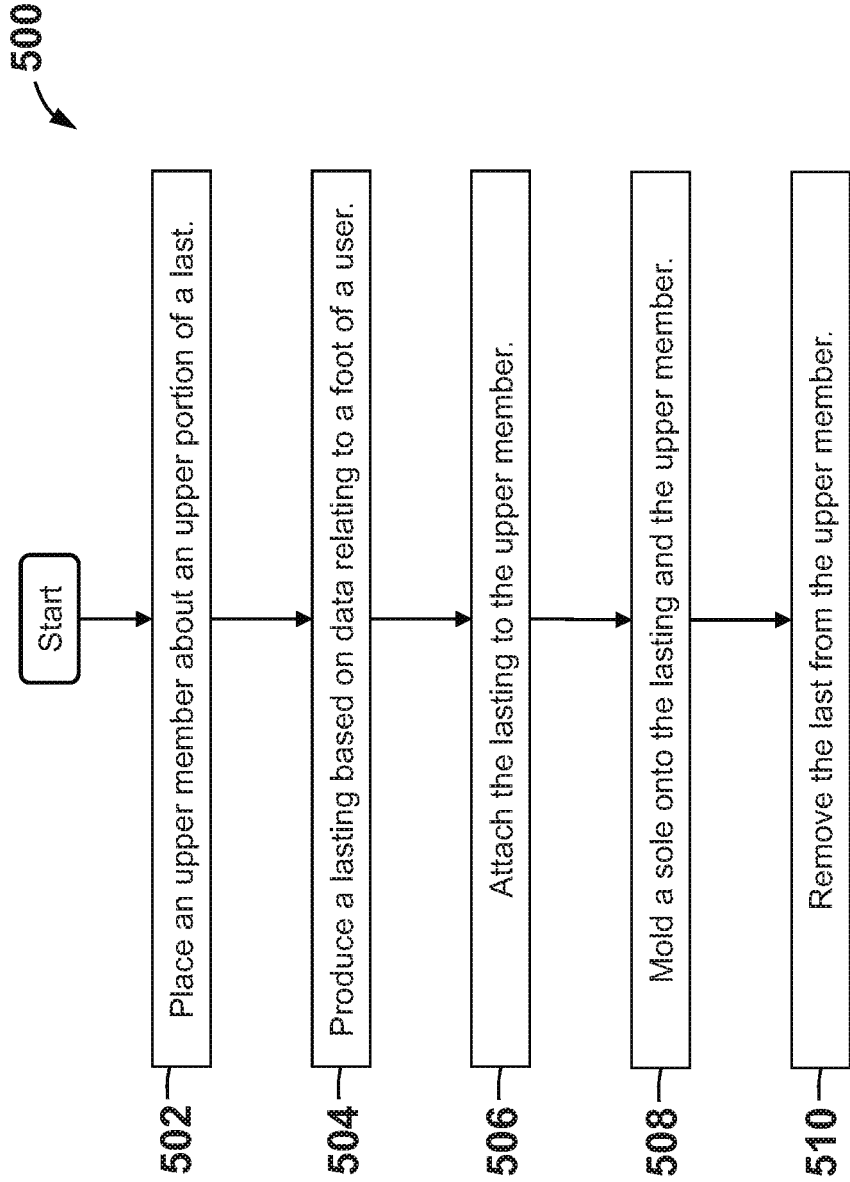 500
Start
502
Place an upper member about an upper portion of a last.
504
Produce a lasting based on data relating to a foot of a user.
506
Attach the lasting to the upper member.
508
Mold a sole onto the lasting and the upper member.
510
Remove the last from the upper member.